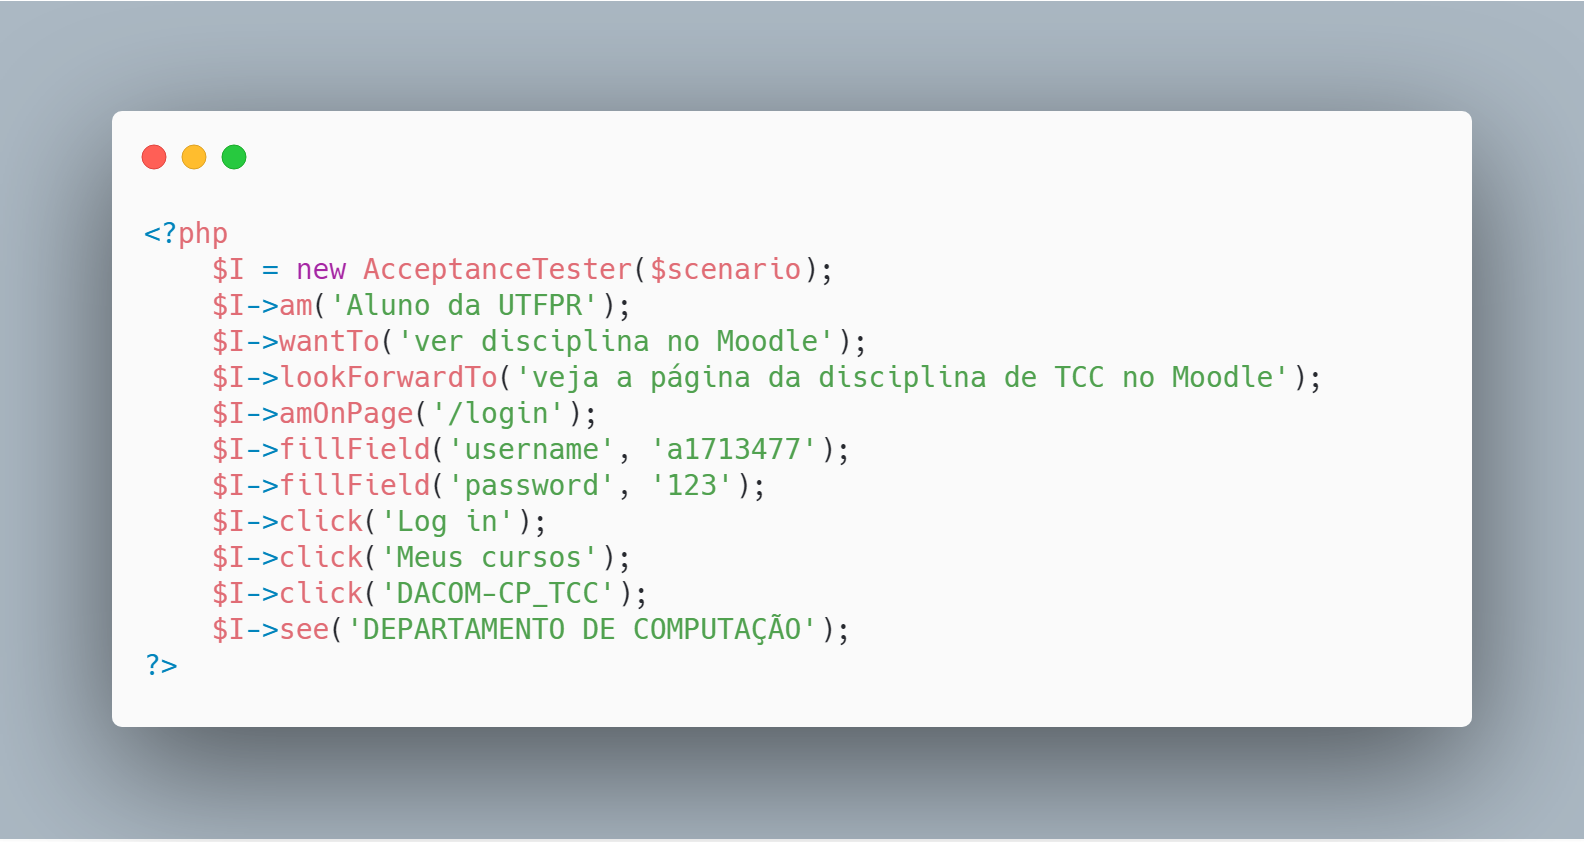 <?php
    $I = new AcceptanceTester($scenario);
    $I->am('Aluno da UTFPR');
    $I->wantTo('ver disciplina no Moodle');
    $I->lookForwardTo('veja a página da disciplina de TCC no Moodle');
    $I->amOnPage('/login');
    $I->fillField('username', 'a1713477');
    $I->fillField('password', '123');
    $I->click('Log in');
    $I->click('Meus cursos');
    $I->click('DACOM-CP_TCC');
    $I->see('DEPARTAMENTO DE COMPUTAÇÃO');
?>